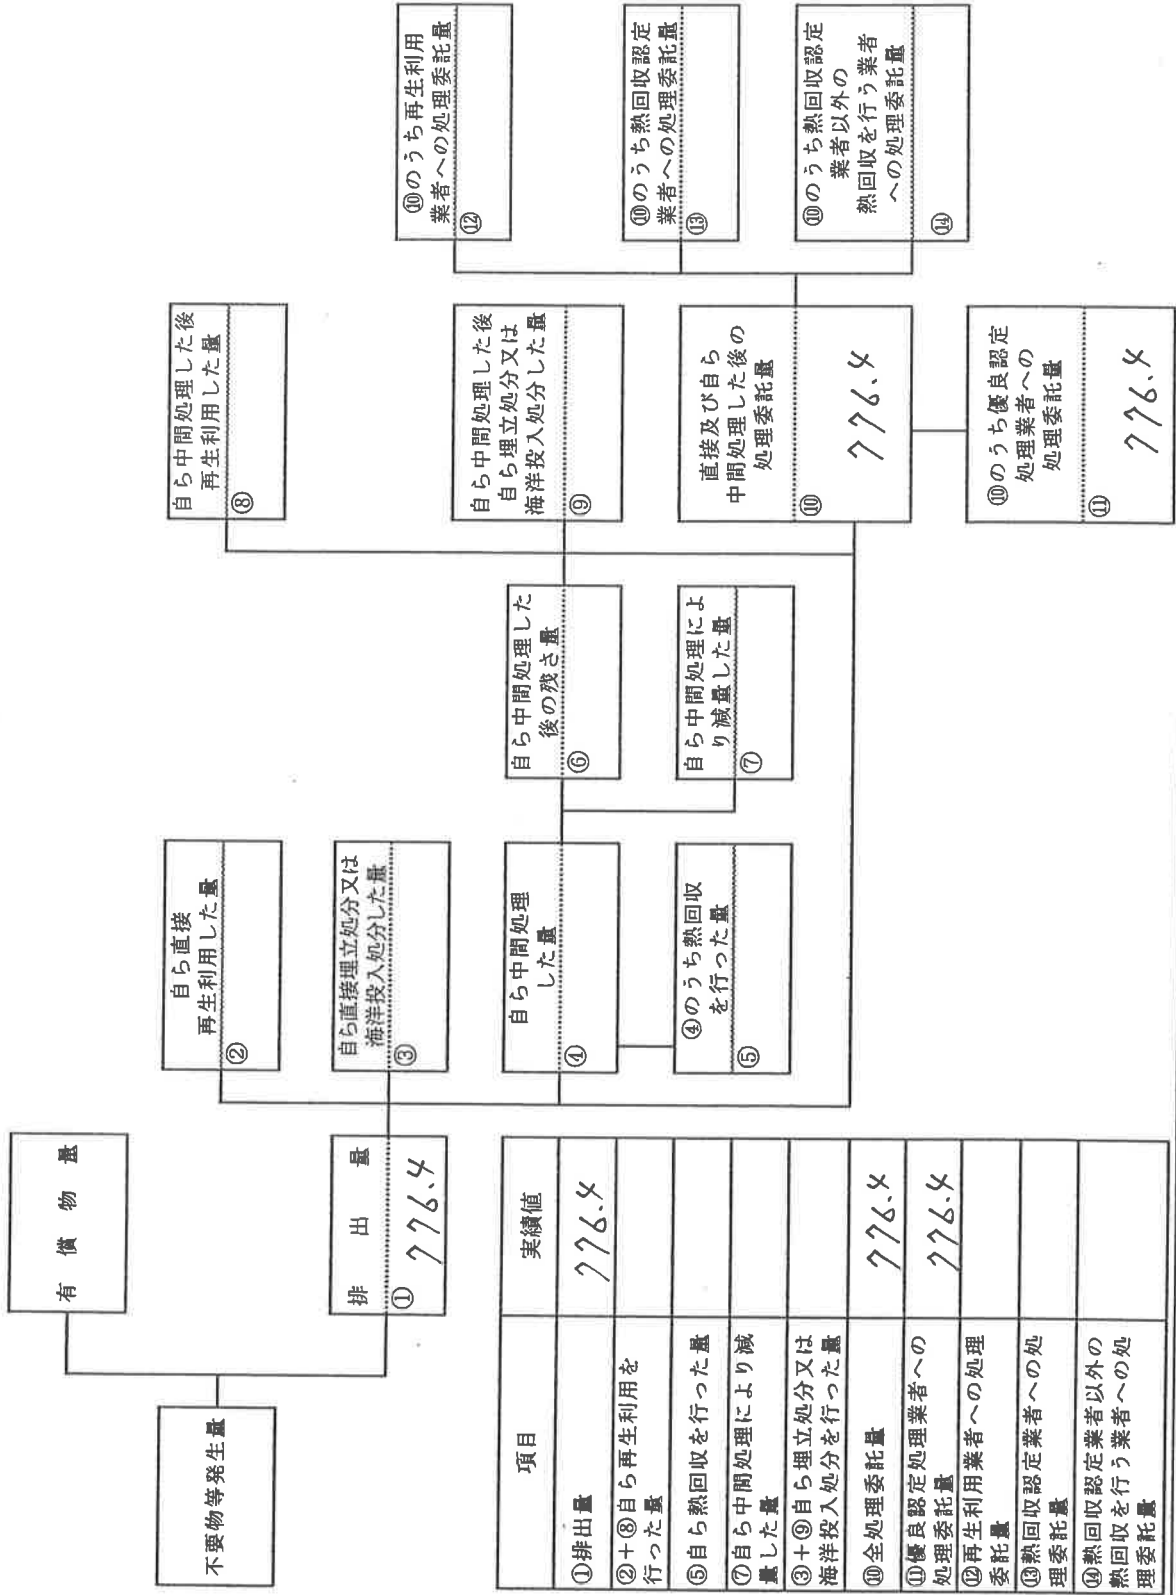 不要物等発生量
有償物量
排出量
① 776.4
自ら直接
再生利用した量
②
自ら直接埋立処分又は
海洋投入処分した量
③
自ら中間処理
した量
④
④のうち熱回収
を行った量
⑤
自ら中間処理した
後の残さ量
⑥
自ら中間処理によ
り減量した量
⑦
自ら中間処理した後
再生利用した量
⑧
自ら中間処理した後
自ら埋立処分又は
海洋投入処分した量
⑨
直接及び自ら
中間処理した後の
処理委託量
⑩ 776.4
⑩のうち優良認定
処理業者への
処理委託量
⑪ 776.4
⑩のうち再生利用
業者への処理委託量
⑫
⑩のうち熱回収認定
業者への処理委託量
⑬
⑩のうち熱回収認定
業者以外の
熱回収を行う業者
への処理委託量
⑭
項目 実績値
①排出量 776.4
②+⑧自ら再生利用を
行った量
⑤自ら熱回収を行った量
⑦自ら中間処理により減
量した量
③+⑨自ら埋立処分又は
海洋投入処分を行った量
⑩全処理委託量 776.4
⑪優良認定処理業者への
処理委託量 776.4
⑫再生利用業者への処理
委託量
⑬熱回収認定業者への処
理委託量
⑭熱回収認定業者以外の
熱回収を行う業者への処
理委託量